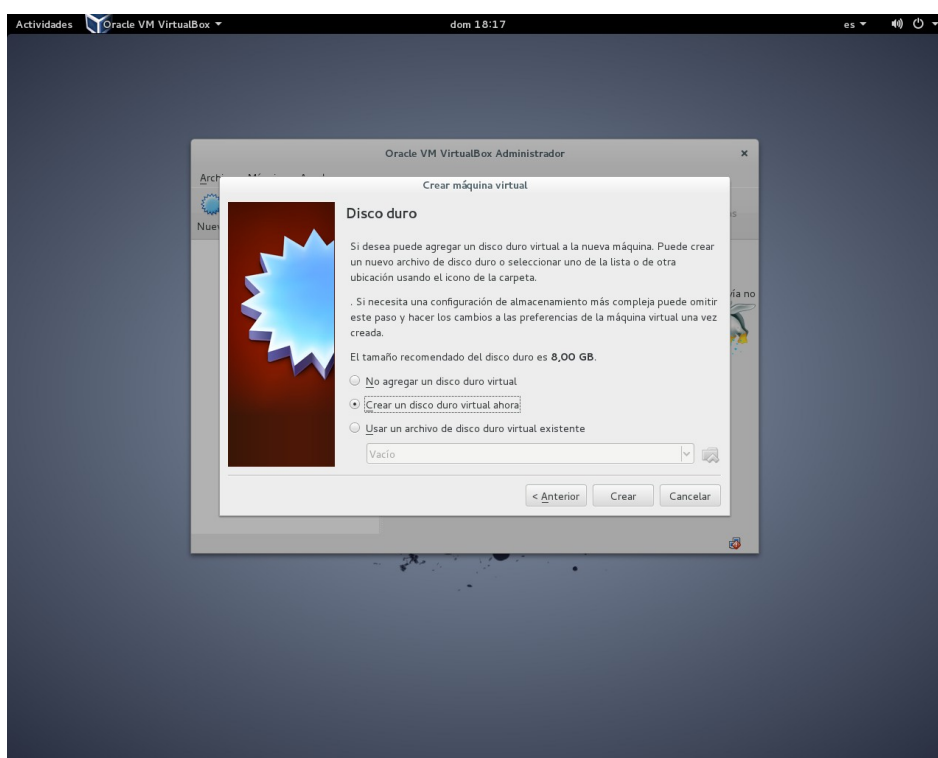 Actividades Oracle VM VirtualBox dom 18:17 es
Oracle VM VirtualBox Administrador
Crear máquina virtual
Disco duro
Si desea puede agregar un disco duro virtual a la nueva máquina. Puede crear
un nuevo archivo de disco duro o seleccionar uno de la lista o de otra
ubicación usando el icono de la carpeta.
. Si necesita una configuración de almacenamiento más compleja puede omitir
este paso y hacer los cambios a las preferencias de la máquina virtual una vez
creada.
El tamaño recomendado del disco duro es 8,00 GB.
No agregar un disco duro virtual
Crear un disco duro virtual ahora
Usar un archivo de disco duro virtual existente
Vacío
< Anterior Crear Cancelar